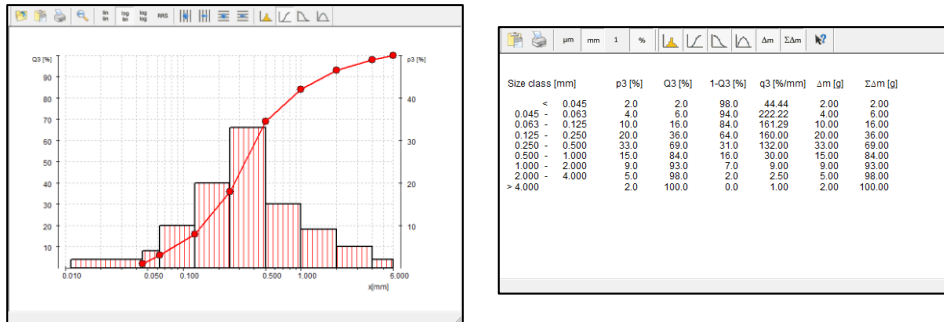 lin lin
log lin
log log
RRS
Q3 [%]
p3 [%]
90
80
70
60
50
40
30
20
10
40
30
20
10
0.010
0.050
0.100
0.500
1.000
6.000
x[mm]
µm
mm
1
%
Δm
ΣΔm
Size class [mm] p3 [%] Q3 [%] 1-Q3 [%] q3 [%/mm] Δm [g] ΣΔm [g]
< 0.045 2.0 2.0 98.0 44.44 2.00 2.00
0.045 - 0.063 4.0 6.0 94.0 222.22 4.00 6.00
0.063 - 0.125 10.0 16.0 84.0 161.29 10.00 16.00
0.125 - 0.250 20.0 36.0 64.0 160.00 20.00 36.00
0.250 - 0.500 33.0 69.0 31.0 132.00 33.00 69.00
0.500 - 1.000 15.0 84.0 16.0 30.00 15.00 84.00
1.000 - 2.000 9.0 93.0 7.0 9.00 9.00 93.00
2.000 - 4.000 5.0 98.0 2.0 2.50 5.00 98.00
> 4.000 2.0 100.0 0.0 1.00 2.00 100.00